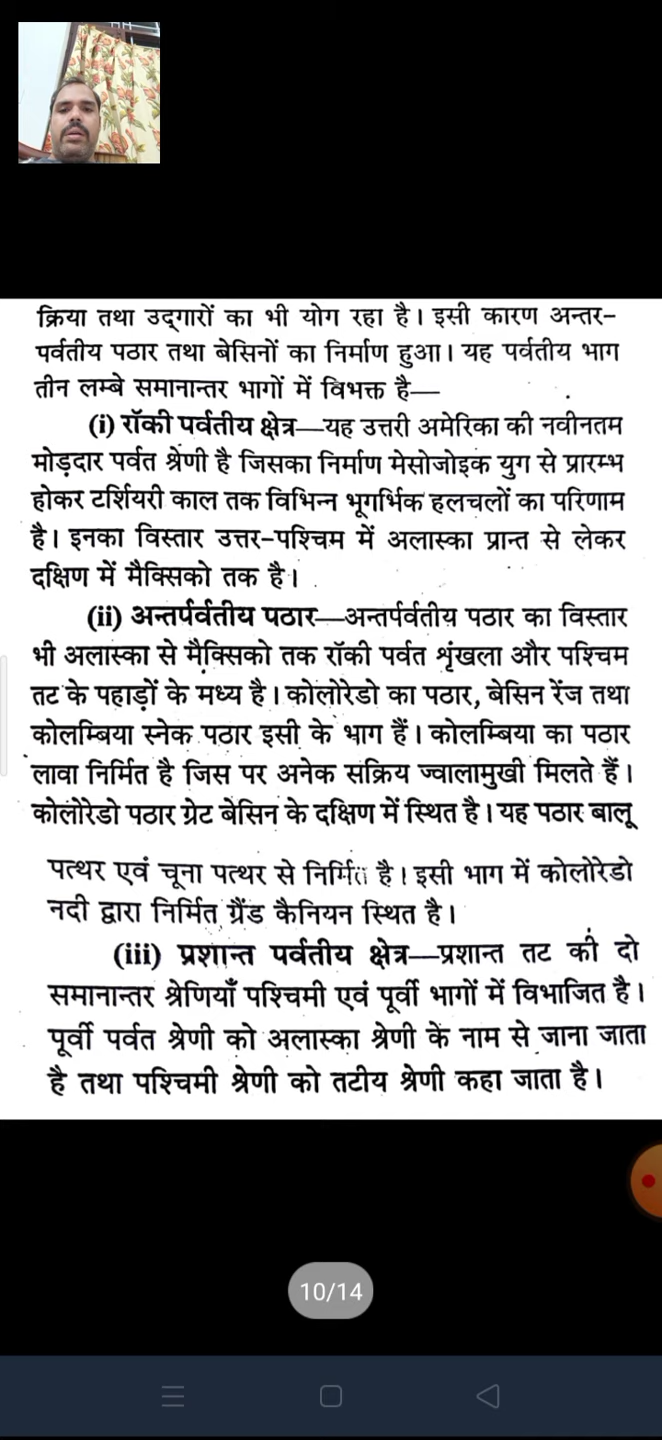 क्रिया तथा उद्‌गारों का भी योग रहा है। इसी कारण अन्तर-
पर्वतीय पठार तथा बेसिनों का निर्माण हुआ। यह पर्वतीय भाग
तीन लम्बे समानान्तर भागों में विभक्त है—
(i) रॉकी पर्वतीय क्षेत्र—यह उत्तरी अमेरिका की नवीनतम
मोड़दार पर्वत श्रेणी है जिसका निर्माण मेसोजोइक युग से प्रारम्भ
होकर टर्शियरी काल तक विभिन्न भूगर्भिक हलचलों का परिणाम
है। इनका विस्तार उत्तर-पश्चिम में अलास्का प्रान्त से लेकर
दक्षिण में मैक्सिको तक है।
(ii) अन्तर्पर्वतीय पठार—अन्तर्पर्वतीय पठार का विस्तार
भी अलास्का से मैक्सिको तक रॉकी पर्वत शृंखला और पश्चिम
तट के पहाड़ों के मध्य है। कोलोरेडो का पठार, बेसिन रेंज तथा
कोलम्बिया स्नेक पठार इसी के भाग हैं। कोलम्बिया का पठार
लावा निर्मित है जिस पर अनेक सक्रिय ज्वालामुखी मिलते हैं।
कोलोरेडो पठार ग्रेट बेसिन के दक्षिण में स्थित है। यह पठार बालू
पत्थर एवं चूना पत्थर से निर्मित है। इसी भाग में कोलोरेडो
नदी द्वारा निर्मित ग्रैंड कैनियन स्थित है।
(iii) प्रशान्त पर्वतीय क्षेत्र—प्रशान्त तट की दो
समानान्तर श्रेणियाँ पश्चिमी एवं पूर्वी भागों में विभाजित है।
पूर्वी पर्वत श्रेणी को अलास्का श्रेणी के नाम से जाना जाता
है तथा पश्चिमी श्रेणी को तटीय श्रेणी कहा जाता है।
10/14